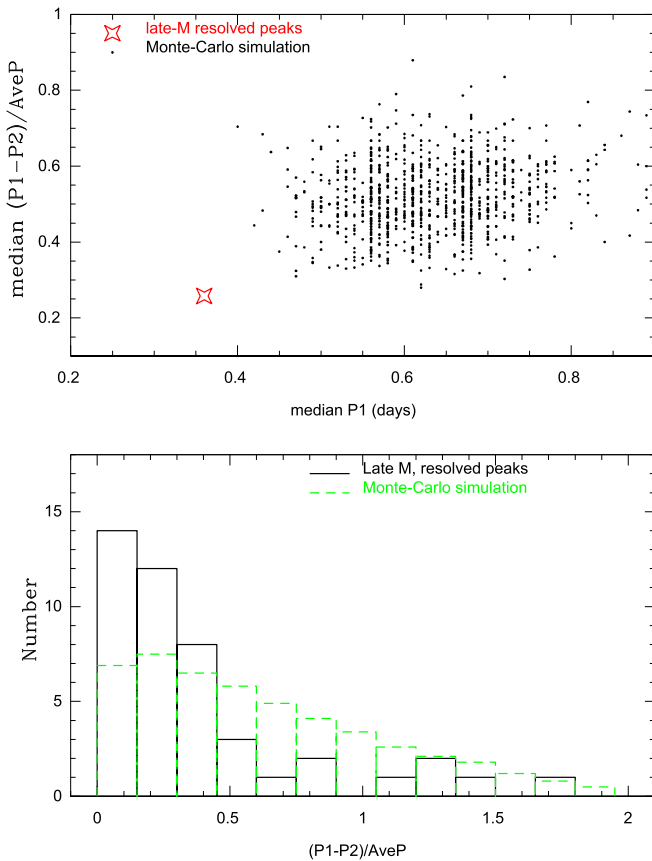 1
late-M resolved peaks
Monte-Carlo simulation
0.8
0.6
0.4
0.2
median (P1−P2)/AveP
0.2
0.4
0.6
0.8
median P1 (days)
Late M, resolved peaks
Monte-Carlo simulation
15
10
5
0
Number
0
0.5
1
1.5
2
(P1-P2)/AveP